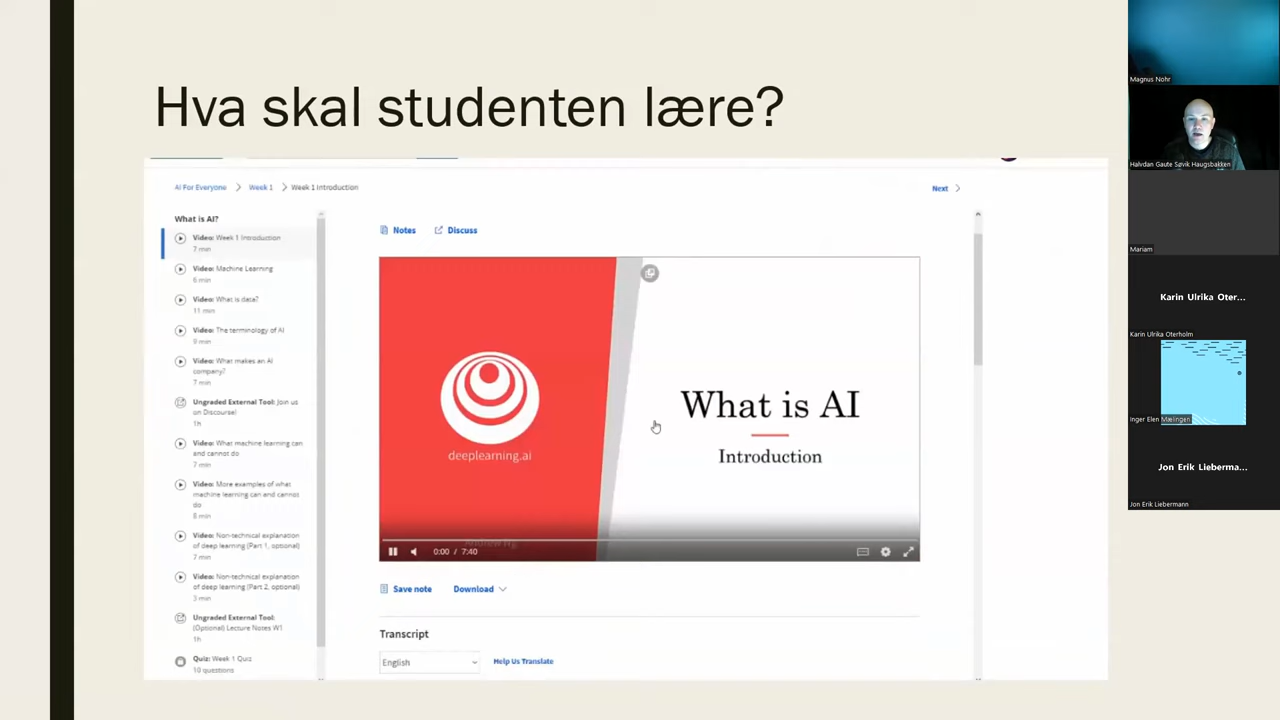 Hva skal studenten lære?
AI For Everyone
Week 1
Week 1 Introduction
Next
What is AI?
Video: Week 1 Introduction
7 min
Video: Machine Learning
6 min
Video: What is data?
11 min
Video: The terminology of AI
9 min
Video: What makes an AI
company?
7 min
Ungraded External Tool: Join us
on Discourse!
1h
Video: What machine learning can
and cannot do
7 min
Video: More examples of what
machine learning can and cannot
do
8 min
Video: Non-technical explanation
of deep learning (Part 1, optional)
7 min
Video: Non-technical explanation
of deep learning (Part 2, optional)
3 min
Ungraded External Tool:
(Optional) Lecture Notes W1
1h
Quiz: Week 1 Quiz
10 questions
Notes
Discuss
deeplearning.ai
What is AI
Introduction
Andrew Ng
0:00 / 7:40
Save note
Download
Transcript
English
Help Us Translate
Magnus Nohr
Halvdan Gaute Søvik Haugsbakken
Mariam
Karin Ulrika Oter...
Karin Ulrika Oterholm
Inger Elen Mælingen
Jon Erik Lieberma...
Jon Erik Liebermann